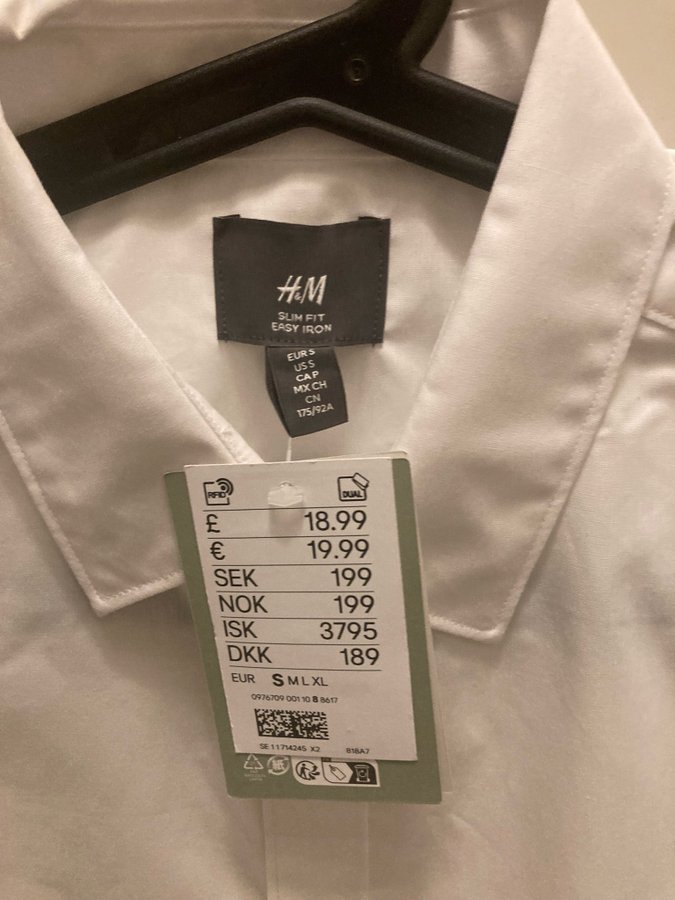 H&M
SLIM FIT
EASY IRON
EUR S
US S
CA P
MX CH
CN
175/92A
RFID DUAL
£ 18.99
€ 19.99
SEK 199
NOK 199
ISK 3795
DKK 189
EUR S M L XL
0976709 001 10 8 8617
SE 11714245 X2 818A7